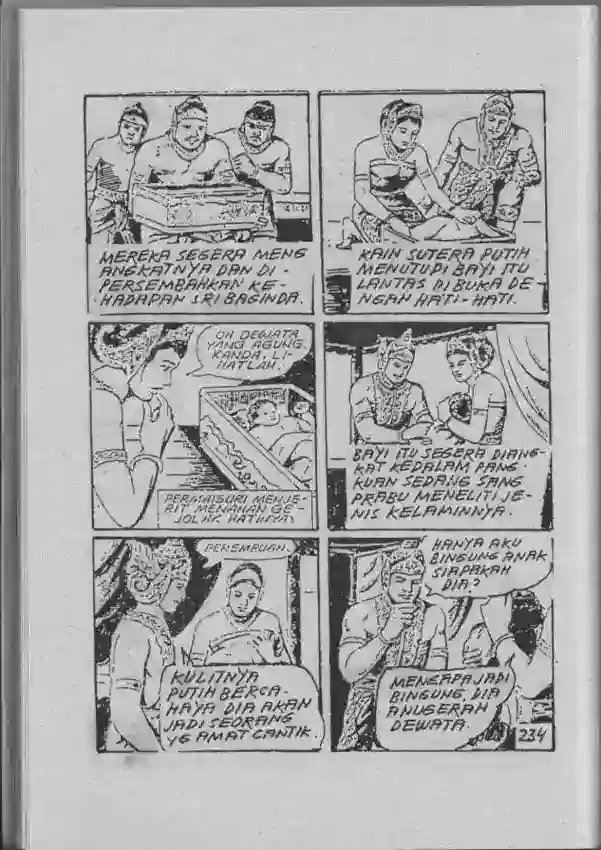 MEREKA SEGERA MENG
ANGKATNYA DAN DI -
PERSEMBAHKAN KE-
HADAPAN SRI BAGINDA.
KAIN SUTERA PUTIH
MENUTUPI BAYI ITU
LANTAS DI BUKA DE-
NGAN HATI-HATI.
OH DEWATA
YANG AGUNG.
KANDA, LI-
HATLAH.
PERMAISURI MENJE-
RIT MENAHAN GE-
JOLAK HATINYA.
BAYI ITU SEGERA DIANG-
KAT KEDALAM PANG-
KUAN SEDANG SANG
PRABU MENELITI JE-
NIS KELAMINNYA.
PEREMPUAN.
KULITNYA
PUTIH BERCA-
HAYA DIA AKAN
JADI SEORANG
YG AMAT CANTIK.
HANYA AKU
BINGUNG ANAK
SIAPAKAH
DIA?
MENGAPA JADI
BINGUNG, DIA
ANUGERAH
DEWATA.
234